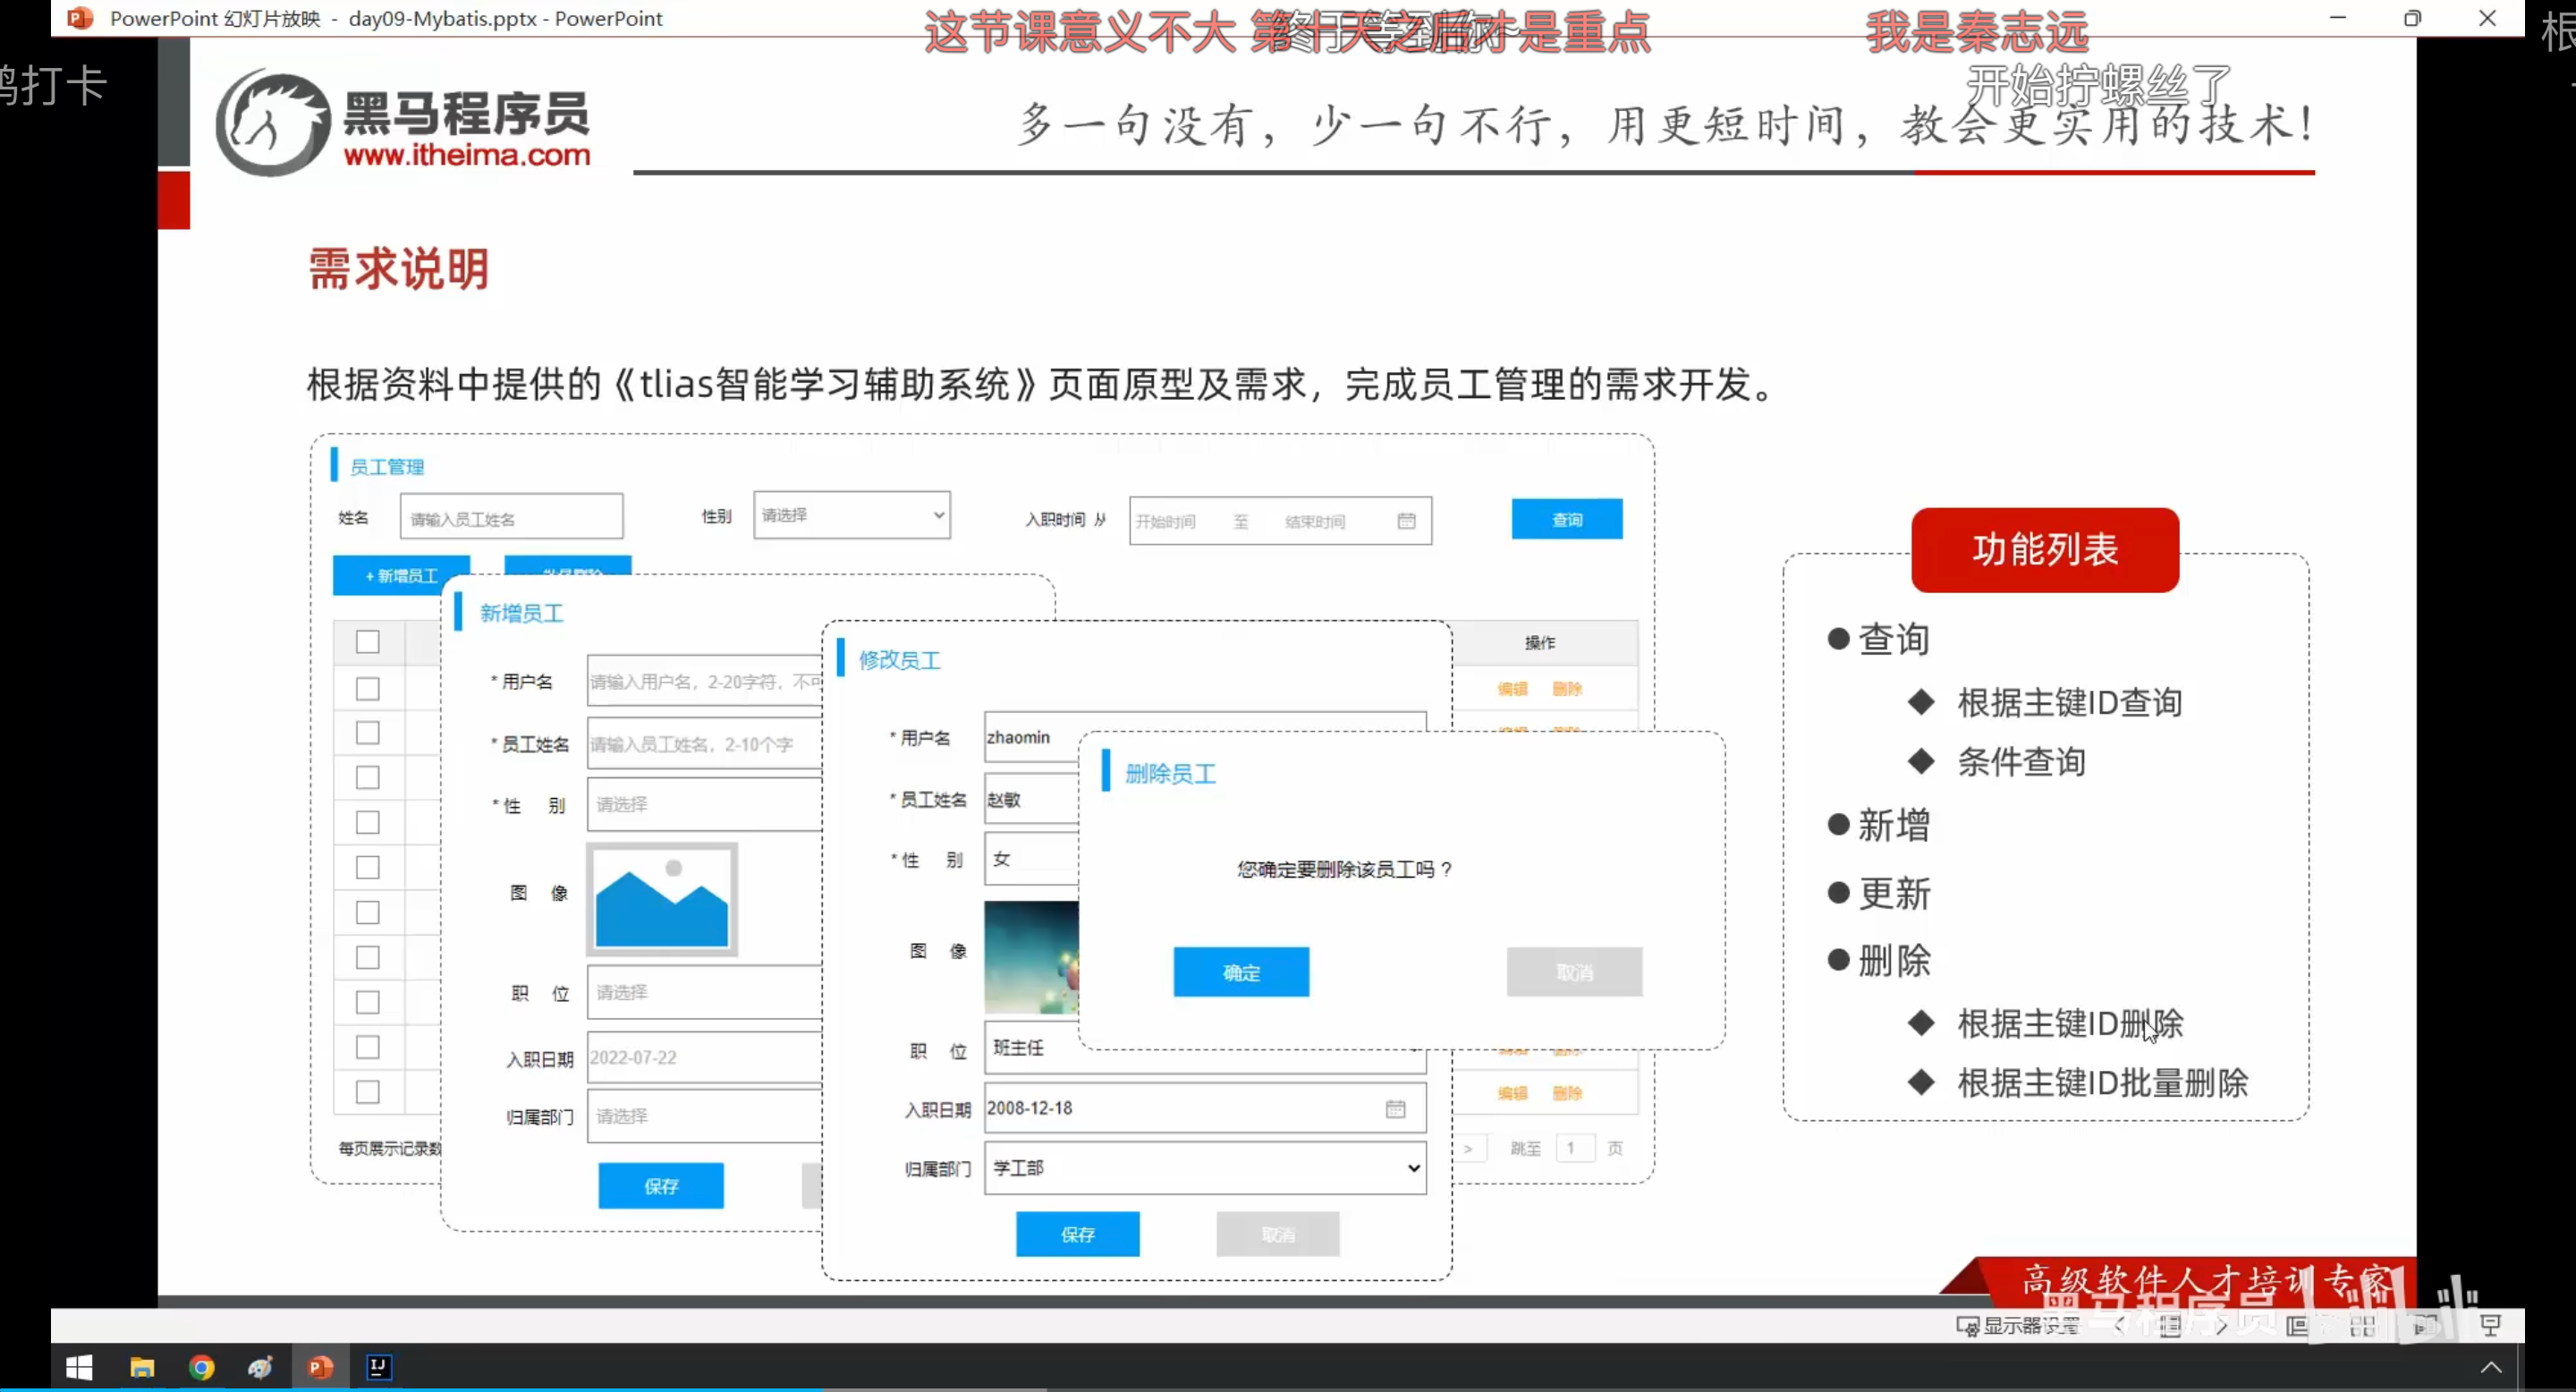 PowerPoint 幻灯片放映 - day09-Mybatis.pptx - PowerPoint
这节课意义不大 第十天之后才是重点
我是秦志远
打卡
开始拧螺丝了
黑马程序员
www.itheima.com
多一句没有，少一句不行，用更短时间，教会更实用的技术！
需求说明
根据资料中提供的《tlias智能学习辅助系统》页面原型及需求，完成员工管理的需求开发。
员工管理
姓名 请输入员工姓名 性别 请选择 入职时间 从 开始时间 至 结束时间 查询
+ 新增员工 批量删除
操作
编辑 删除
编辑 删除
编辑 删除
每页展示记录数
> 跳至 1 页
新增员工
* 用户名 请输入用户名，2-20字符，不可
* 员工姓名 请输入员工姓名，2-10个字
* 性 别 请选择
图 像
职 位 请选择
入职日期 2022-07-22
归属部门 请选择
保存
修改员工
* 用户名 zhaomin
* 员工姓名 赵敏
* 性 别 女
图 像
职 位 班主任
入职日期 2008-12-18
归属部门 学工部
保存 取消
删除员工
您确定要删除该员工吗？
确定 取消
功能列表
查询
根据主键ID查询
条件查询
新增
更新
删除
根据主键ID删除
根据主键ID批量删除
高级软件人才培训专家
黑马程序员
显示器设置